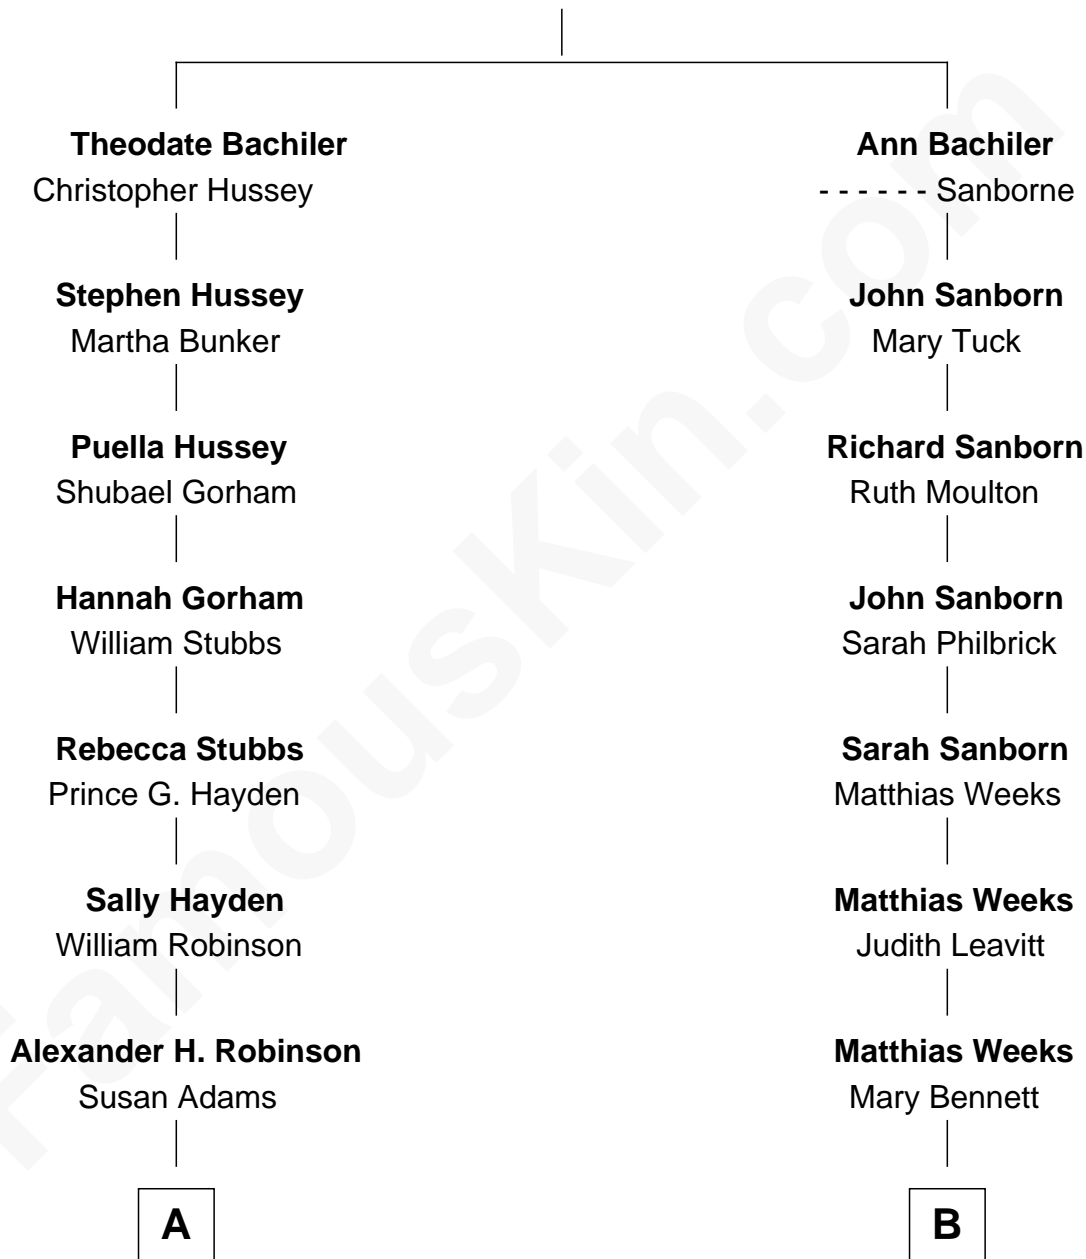 Theodate Bachiler
Christopher Hussey
Stephen Hussey
Martha Bunker
Puella Hussey
Shubael Gorham
Hannah Gorham
William Stubbs
Rebecca Stubbs
Prince G. Hayden
Sally Hayden
William Robinson
Alexander H. Robinson
Susan Adams
A
Ann Bachiler
- - - - - - Sanborne
John Sanborn
Mary Tuck
Richard Sanborn
Ruth Moulton
John Sanborn
Sarah Philbrick
Sarah Sanborn
Matthias Weeks
Matthias Weeks
Judith Leavitt
Matthias Weeks
Mary Bennett
B
FamousKin.com